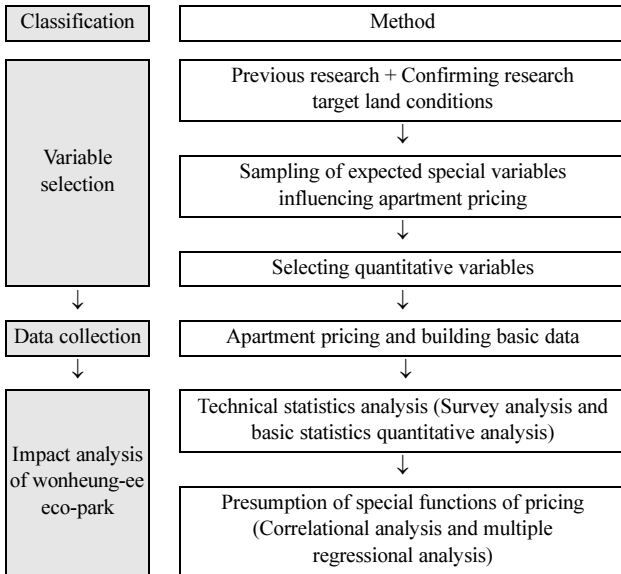 Classification
Method
Variable
selection
Previous research + Confirming research
target land conditions
↓
Sampling of expected special variables
influencing apartment pricing
↓
Selecting quantitative variables
↓
↓
Data collection
Apartment pricing and building basic data
↓
↓
Impact analysis
of wonheung-ee
eco-park
Technical statistics analysis (Survey analysis and
basic statistics quantitative analysis)
↓
Presumption of special functions of pricing
(Correlational analysis and multiple
regressional analysis)